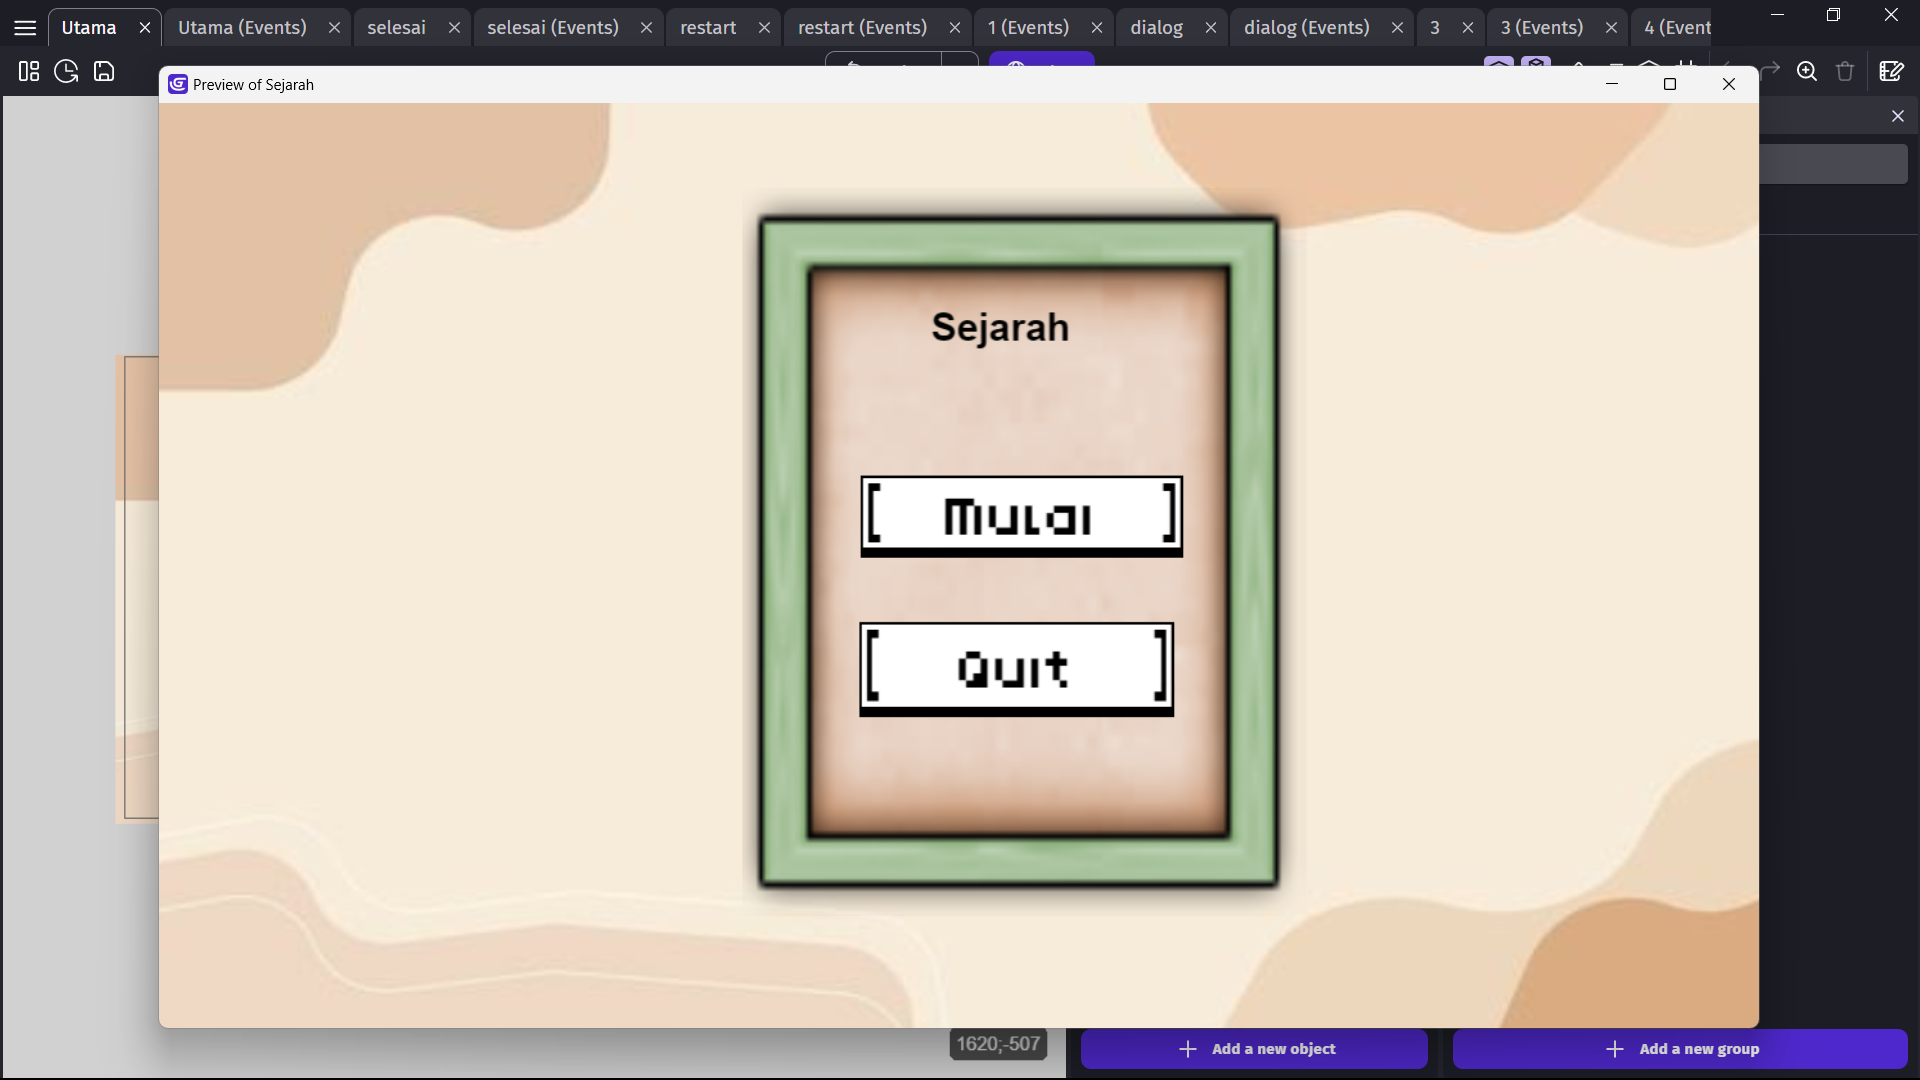 Utama
Utama (Events)
selesai
selesai (Events)
restart
restart (Events)
1 (Events)
dialog
dialog (Events)
3
3 (Events)
4 (Event
Preview of Sejarah
Sejarah
[ Mulai ]
[ Quit ]
1620;-507
Add a new object
Add a new group